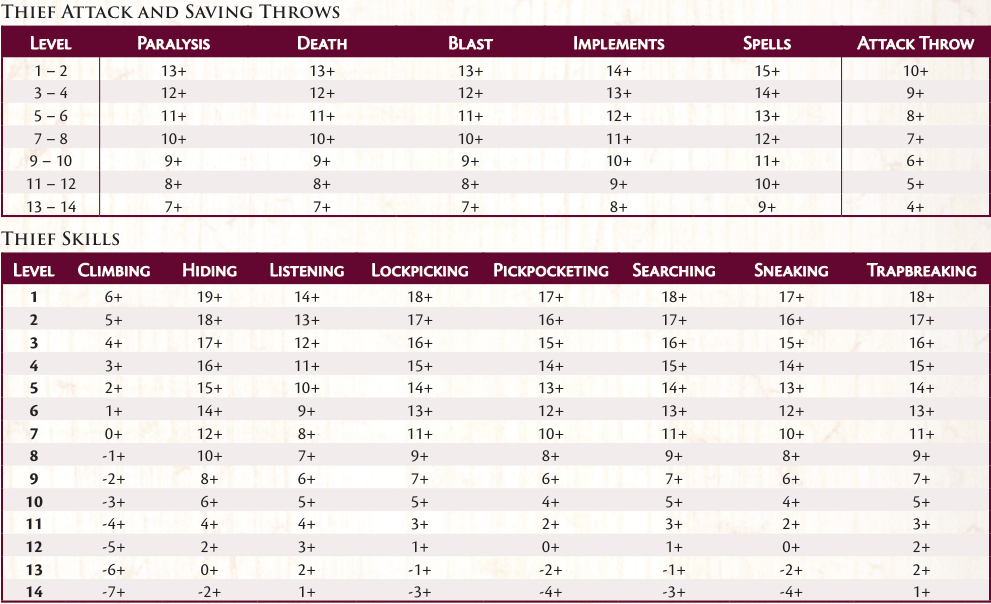 Thief Attack and Saving Throws
Level Paralysis Death Blast Implements Spells Attack Throw
1 – 2 13+ 13+ 13+ 14+ 15+ 10+
3 – 4 12+ 12+ 12+ 13+ 14+ 9+
5 – 6 11+ 11+ 11+ 12+ 13+ 8+
7 – 8 10+ 10+ 10+ 11+ 12+ 7+
9 – 10 9+ 9+ 9+ 10+ 11+ 6+
11 – 12 8+ 8+ 8+ 9+ 10+ 5+
13 – 14 7+ 7+ 7+ 8+ 9+ 4+
Thief Skills
Level Climbing Hiding Listening Lockpicking Pickpocketing Searching Sneaking Trapbreaking
1 6+ 19+ 14+ 18+ 17+ 18+ 17+ 18+
2 5+ 18+ 13+ 17+ 16+ 17+ 16+ 17+
3 4+ 17+ 12+ 16+ 15+ 16+ 15+ 16+
4 3+ 16+ 11+ 15+ 14+ 15+ 14+ 15+
5 2+ 15+ 10+ 14+ 13+ 14+ 13+ 14+
6 1+ 14+ 9+ 13+ 12+ 13+ 12+ 13+
7 0+ 12+ 8+ 11+ 10+ 11+ 10+ 11+
8 -1+ 10+ 7+ 9+ 8+ 9+ 8+ 9+
9 -2+ 8+ 6+ 7+ 6+ 7+ 6+ 7+
10 -3+ 6+ 5+ 5+ 4+ 5+ 4+ 5+
11 -4+ 4+ 4+ 3+ 2+ 3+ 2+ 3+
12 -5+ 2+ 3+ 1+ 0+ 1+ 0+ 2+
13 -6+ 0+ 2+ -1+ -2+ -1+ -2+ 2+
14 -7+ -2+ 1+ -3+ -4+ -3+ -4+ 1+